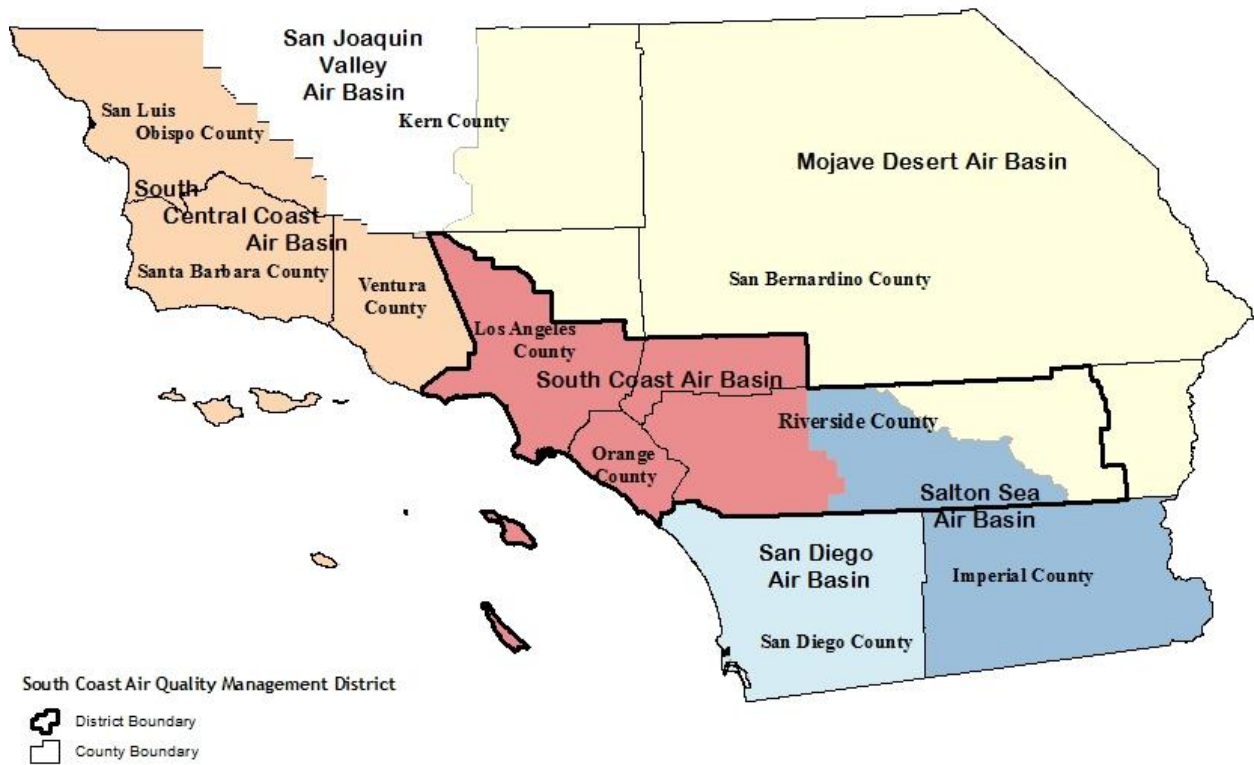 San Joaquin
Valley
Air Basin
San Luis
Obispo County
Kern County
Mojave Desert Air Basin
South
Central Coast
Air Basin
Santa Barbara County
Ventura
County
San Bernardino County
Los Angeles
County
South Coast Air Basin
Riverside County
Orange
County
Salton Sea
Air Basin
San Diego
Air Basin
Imperial County
San Diego County
South Coast Air Quality Management District
District Boundary
County Boundary